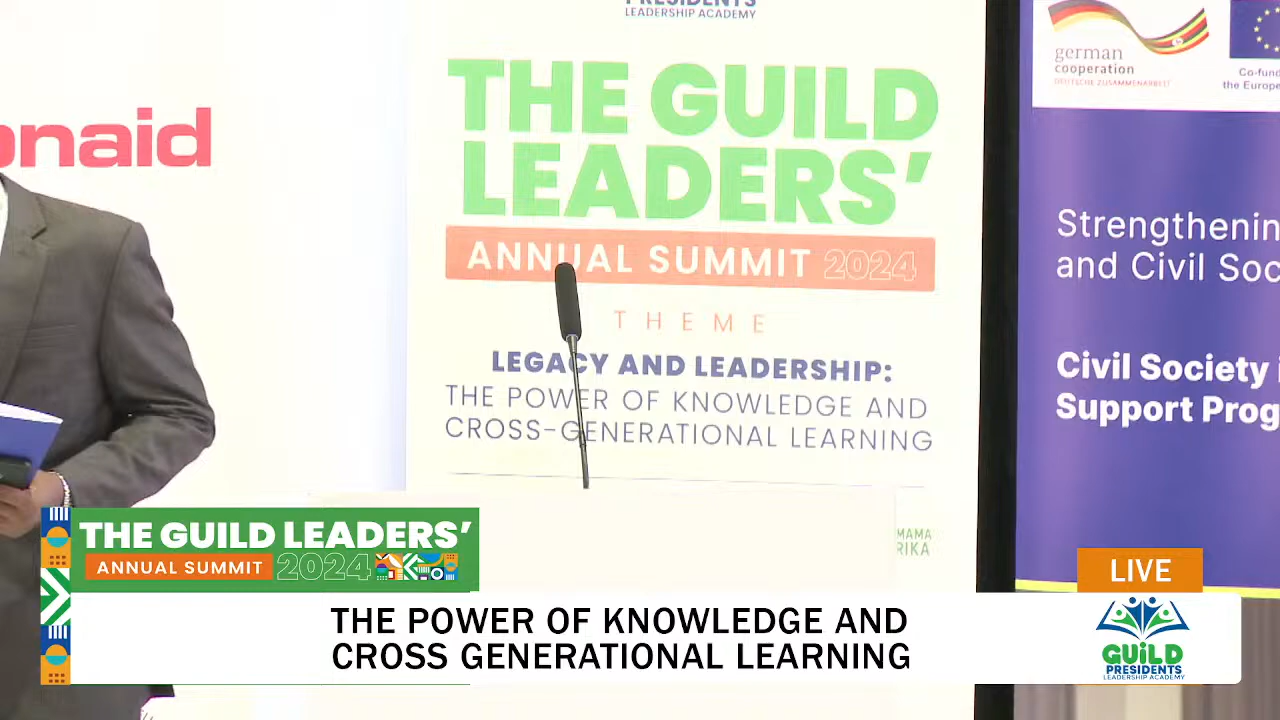 PRESIDENTS
LEADERSHIP ACADEMY
THE GUILD
LEADERS'
ANNUAL SUMMIT 2024
THEME
LEGACY AND LEADERSHIP:
THE POWER OF KNOWLEDGE AND
CROSS-GENERATIONAL LEARNING
MAMA
RIKA
onaid
german
cooperation
DEUTSCHE ZUSAMMENARBEIT
Co-fund
the Europe
Strengthenin
and Civil Soc
Civil Society
Support Prog
THE GUILD LEADERS'
ANNUAL SUMMIT 2024
THE POWER OF KNOWLEDGE AND
CROSS GENERATIONAL LEARNING
LIVE
GUILD
PRESIDENTS
LEADERSHIP ACADEMY